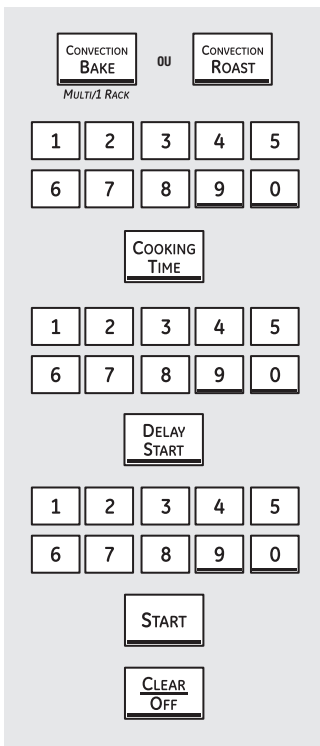 CONVECTION BAKE OU CONVECTION ROAST
MULTI/1 RACK
1 2 3 4 5
6 7 8 9 0
COOKING
TIME
1 2 3 4 5
6 7 8 9 0
DELAY
START
1 2 3 4 5
6 7 8 9 0
START
CLEAR
OFF